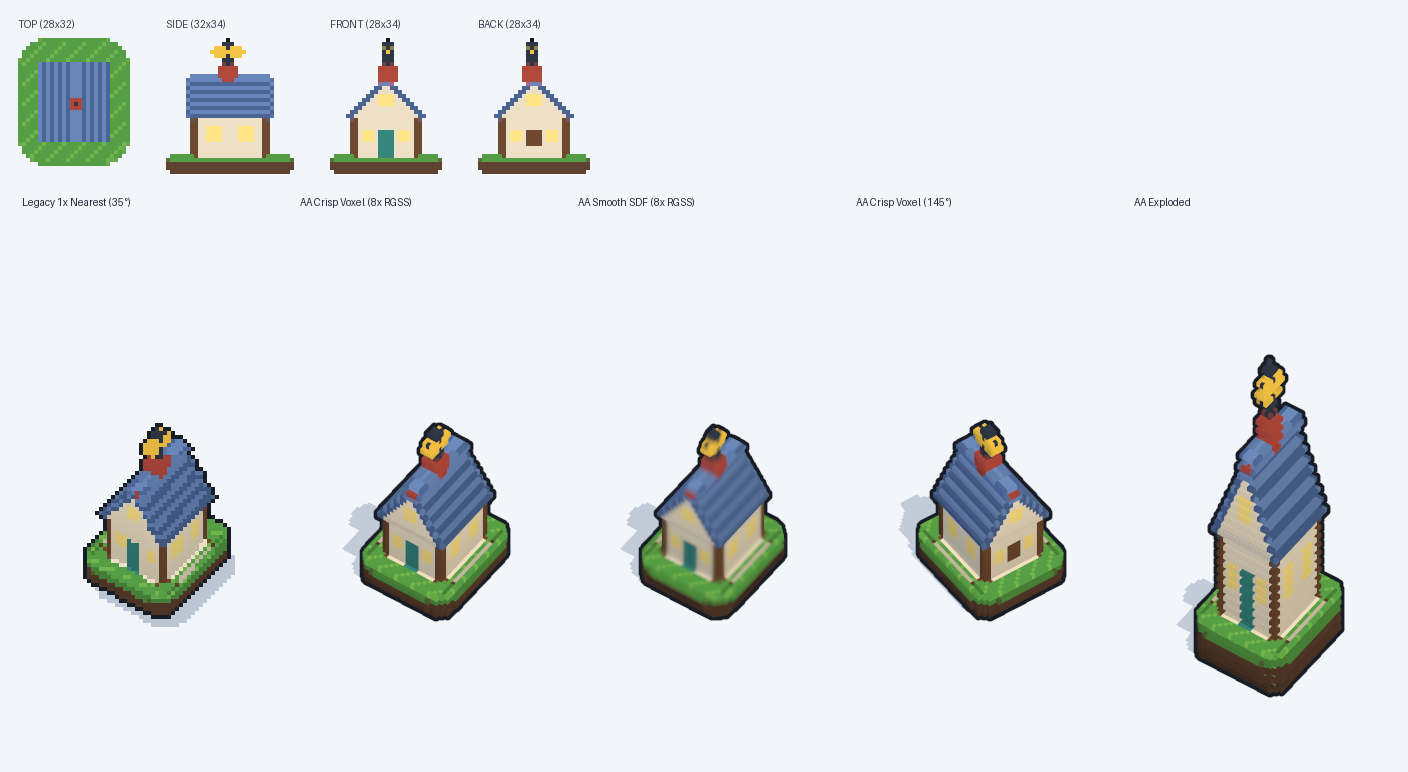 TOP (28x32)
SIDE (32x34)
FRONT (28x34)
BACK (28x34)
Legacy 1x Nearest (35°)
AA Crisp Voxel (8x RGSS)
AA Smooth SDF (8x RGSS)
AA Crisp Voxel (145°)
AA Exploded